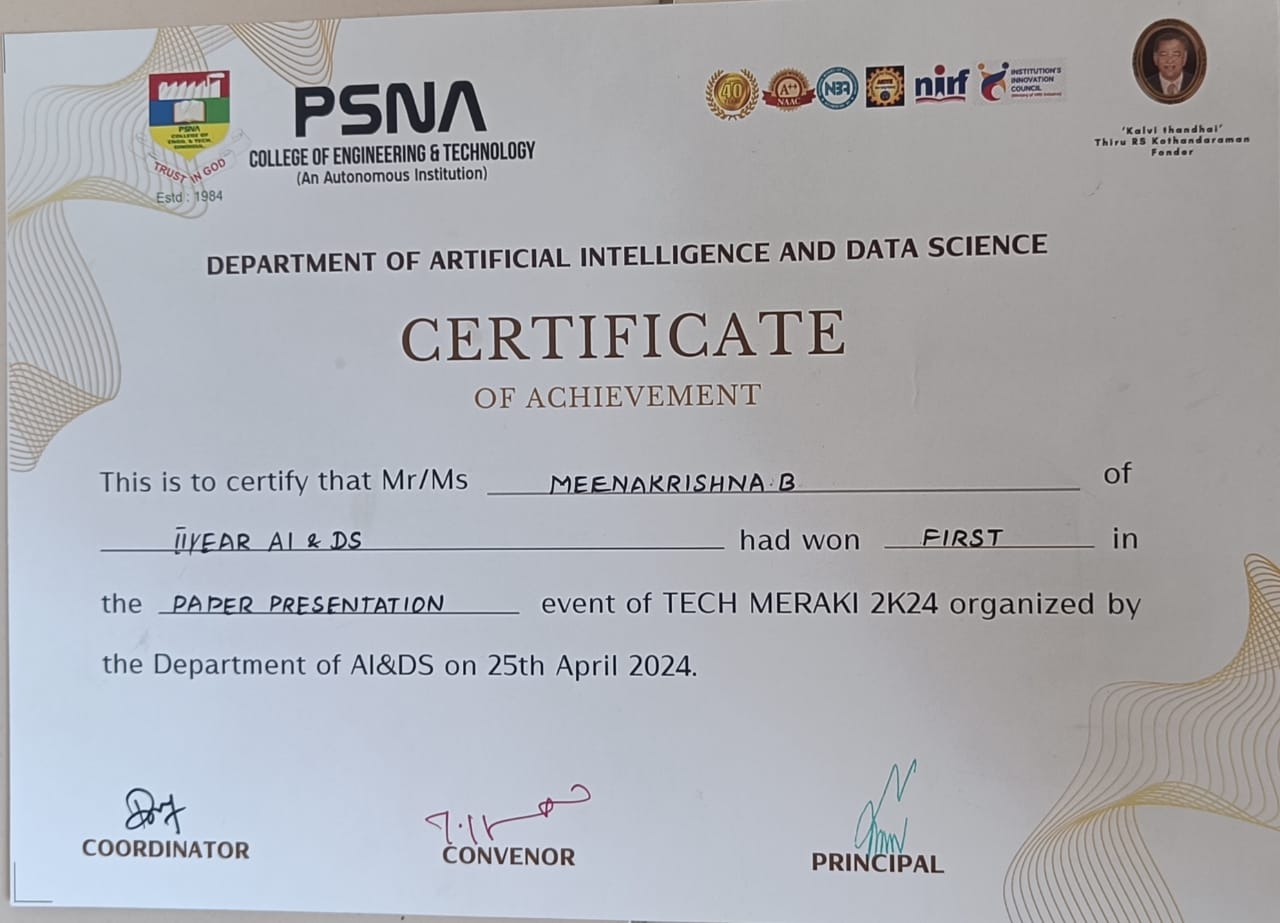 PSNA
COLLEGE OF
ENGG. & TECH.
TRUST IN GOD
Estd : 1984
PSNA
COLLEGE OF ENGINEERING & TECHNOLOGY
(An Autonomous Institution)
40
A++
NAAC
NBA
nirf
INSTITUTION'S
INNOVATION
COUNCIL
'Kalvi thandhai'
Thiru RS Kothandaraman
Fonder
DEPARTMENT OF ARTIFICIAL INTELLIGENCE AND DATA SCIENCE
CERTIFICATE
OF ACHIEVEMENT
This is to certify that Mr/Ms MEENAKRISHNA.B of
II YEAR AI & DS had won FIRST in
the PAPER PRESENTATION event of TECH MERAKI 2K24 organized by
the Department of AI&DS on 25th April 2024.
COORDINATOR
CONVENOR
PRINCIPAL